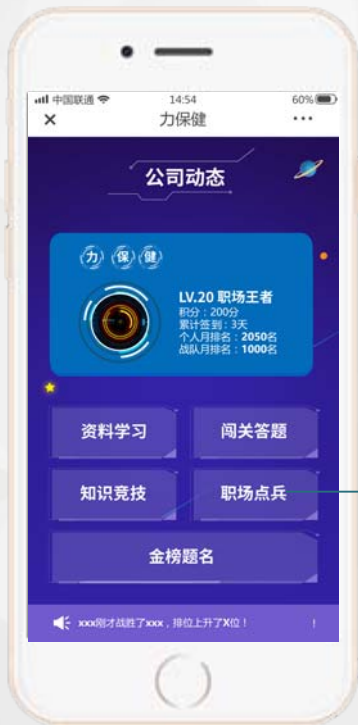 中国联通
14:54
60%
力保健
公司动态
力 保 健
LV.20 职场王者
积分：200分
累计签到：3天
个人月排名：2050名
战队月排名：1000名
资料学习
闯关答题
知识竞技
职场点兵
金榜题名
xxx刚才战胜了xxx，排位上升了X位！ !